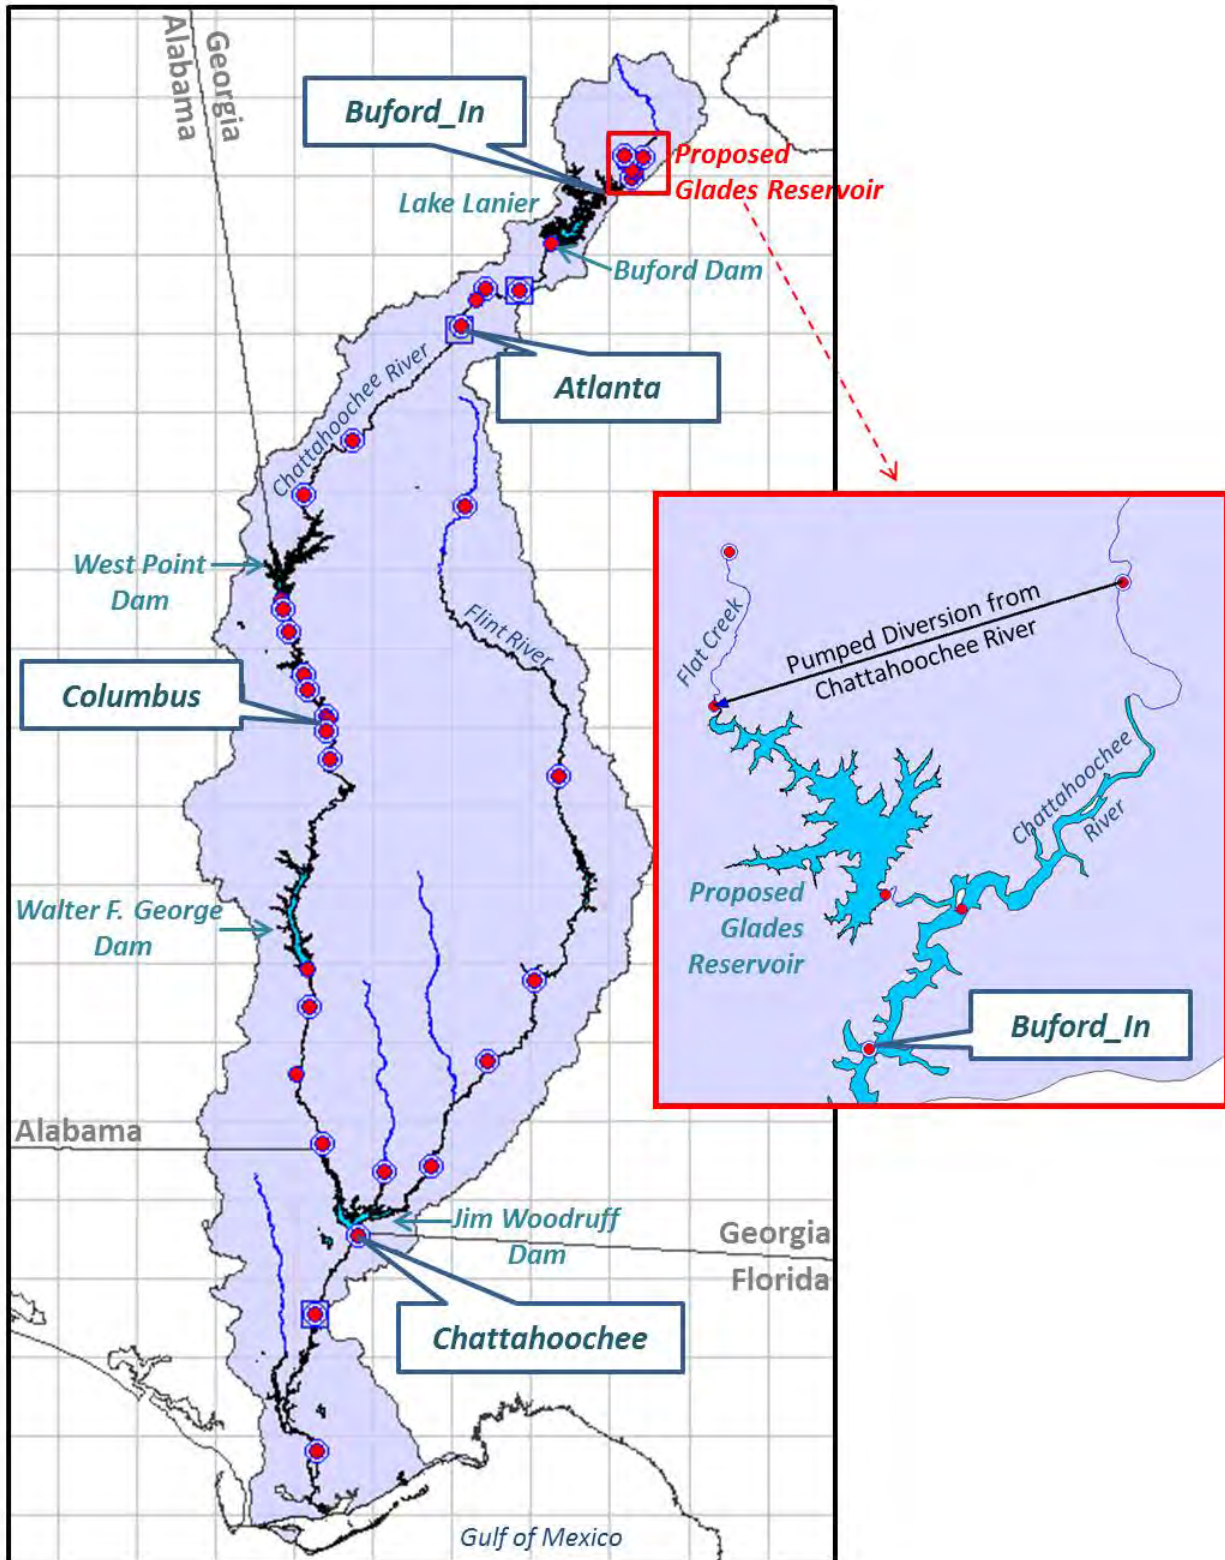 Georgia
Alabama
Buford_In
Proposed
Glades Reservoir
Lake Lanier
Buford Dam
Atlanta
Chattahoochee River
West Point
Dam
Flint River
Columbus
Walter F. George
Dam
Alabama
Jim Woodruff
Dam
Georgia
Florida
Chattahoochee
Gulf of Mexico
Flat Creek
Pumped Diversion from
Chattahoochee River
Chattahoochee
River
Proposed
Glades
Reservoir
Buford_In